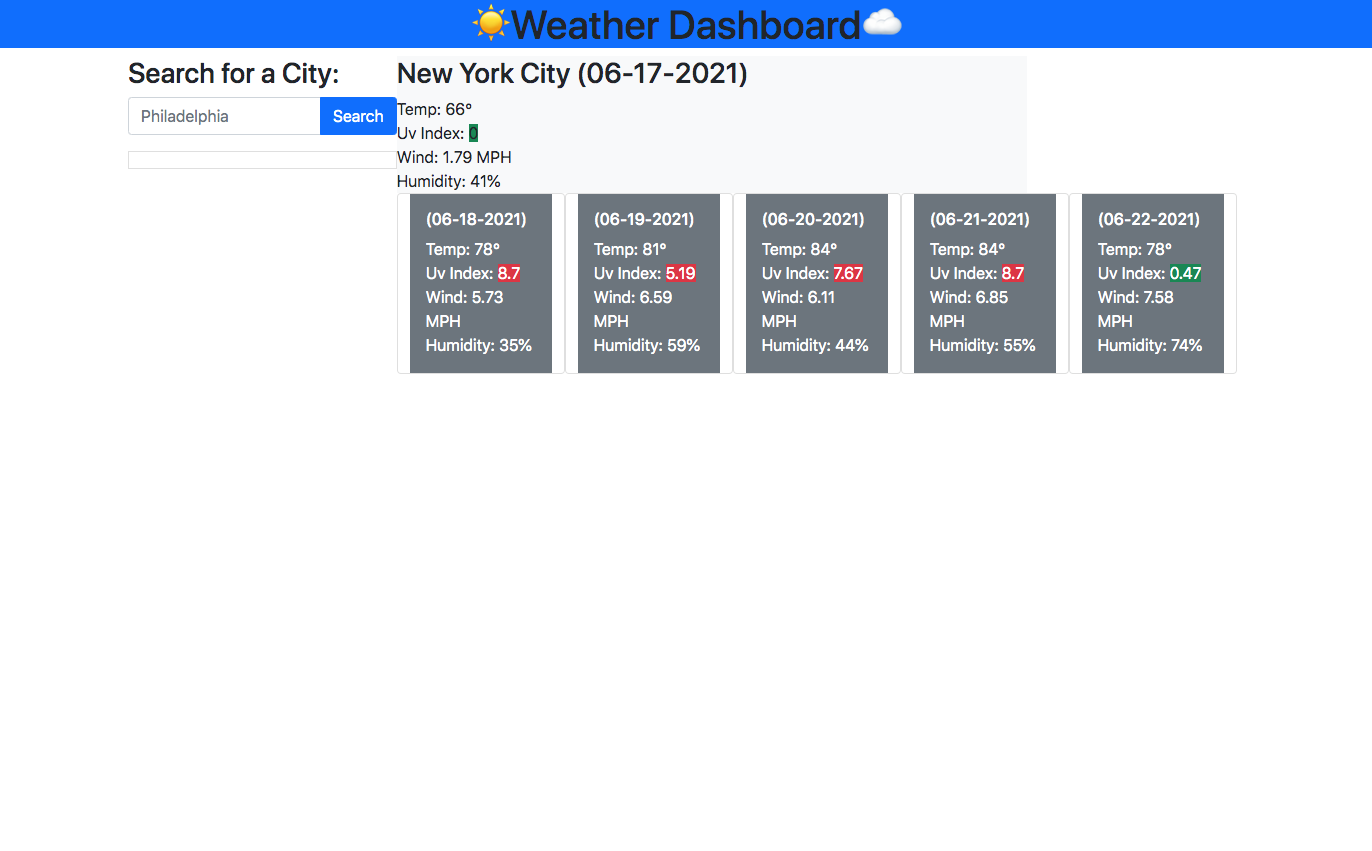 ☀️Weather Dashboard☁️
Search for a City:
Philadelphia
Search
New York City (06-17-2021)
Temp: 66°
Uv Index: 0
Wind: 1.79 MPH
Humidity: 41%
(06-18-2021)
Temp: 78°
Uv Index: 8.7
Wind: 5.73
MPH
Humidity: 35%
(06-19-2021)
Temp: 81°
Uv Index: 5.19
Wind: 6.59
MPH
Humidity: 59%
(06-20-2021)
Temp: 84°
Uv Index: 7.67
Wind: 6.11
MPH
Humidity: 44%
(06-21-2021)
Temp: 84°
Uv Index: 8.7
Wind: 6.85
MPH
Humidity: 55%
(06-22-2021)
Temp: 78°
Uv Index: 0.47
Wind: 7.58
MPH
Humidity: 74%